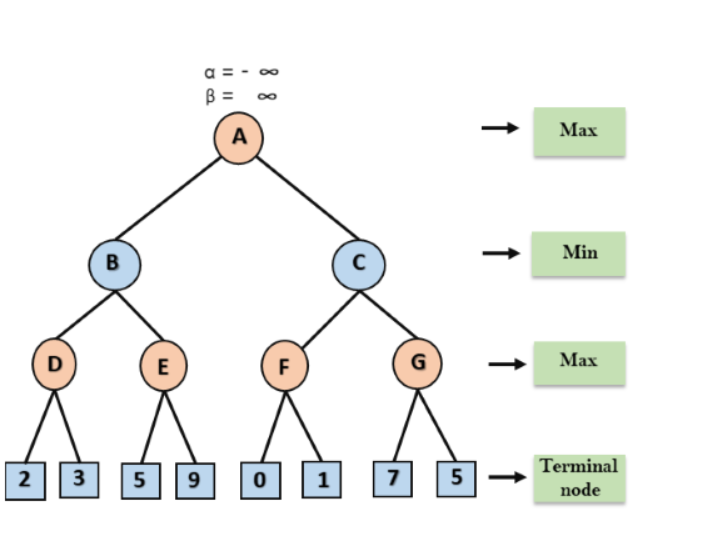 α = - ∞
β = ∞
A
Max
B
C
Min
D
E
F
G
Max
2
3
5
9
0
1
7
5
Terminal
node